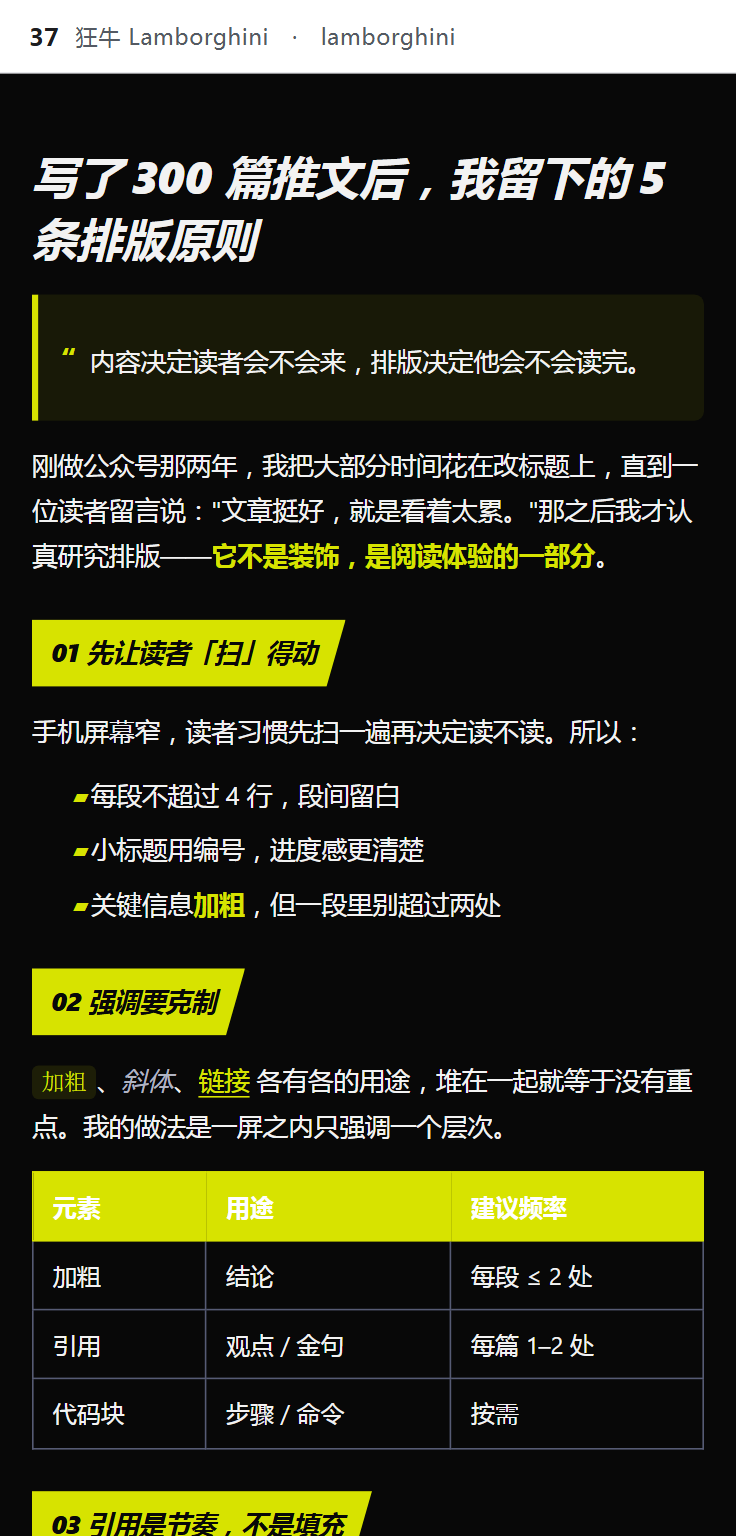 37 狂牛 Lamborghini · lamborghini
写了 300 篇推文后，我留下的 5
条排版原则
“ 内容决定读者会不会来，排版决定他会不会读完。
刚做公众号那两年，我把大部分时间花在改标题上，直到一
位读者留言说："文章挺好，就是看着太累。"那之后我才认
真研究排版——它不是装饰，是阅读体验的一部分。
01 先让读者「扫」得动
手机屏幕窄，读者习惯先扫一遍再决定读不读。所以：
▰每段不超过 4 行，段间留白
▰小标题用编号，进度感更清楚
▰关键信息加粗，但一段里别超过两处
02 强调要克制
加粗、斜体、链接 各有各的用途，堆在一起就等于没有重
点。我的做法是一屏之内只强调一个层次。
元素 用途 建议频率
加粗 结论 每段 ≤ 2 处
引用 观点 / 金句 每篇 1–2 处
代码块 步骤 / 命令 按需
03 引用是节奏，不是填充